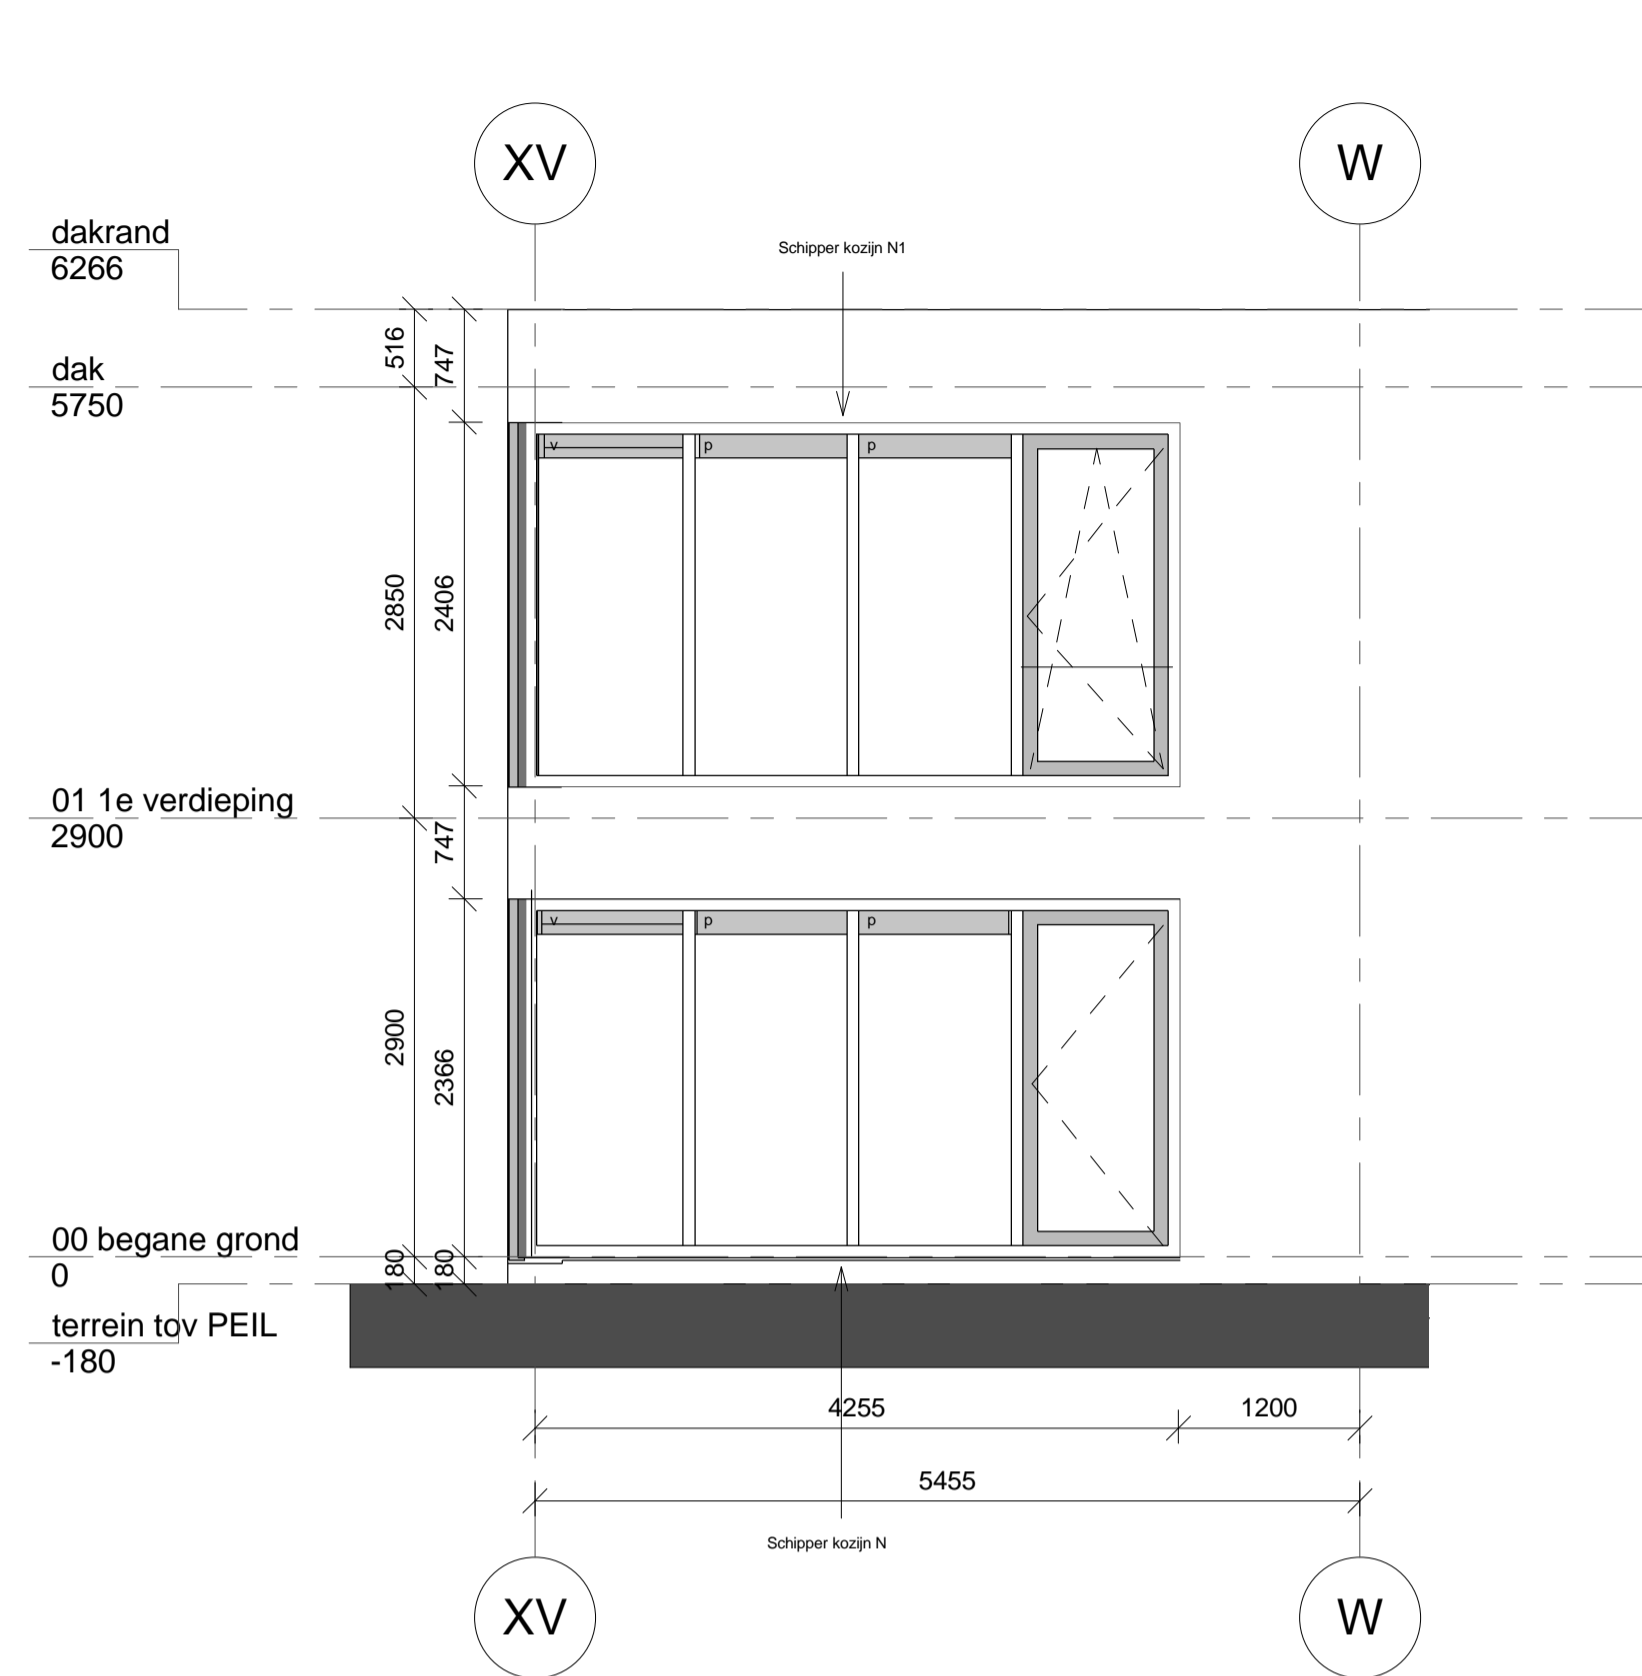 XV
W
Schipper kozijn N1
dakrand
6266
516
747
dak
5750
v
p
p
2850
2406
01 1e verdieping
2900
747
v
p
p
2900
2366
00 begane grond
0
180
180
terrein tov PEIL
-180
4255
1200
5455
Schipper kozijn N
XV
W